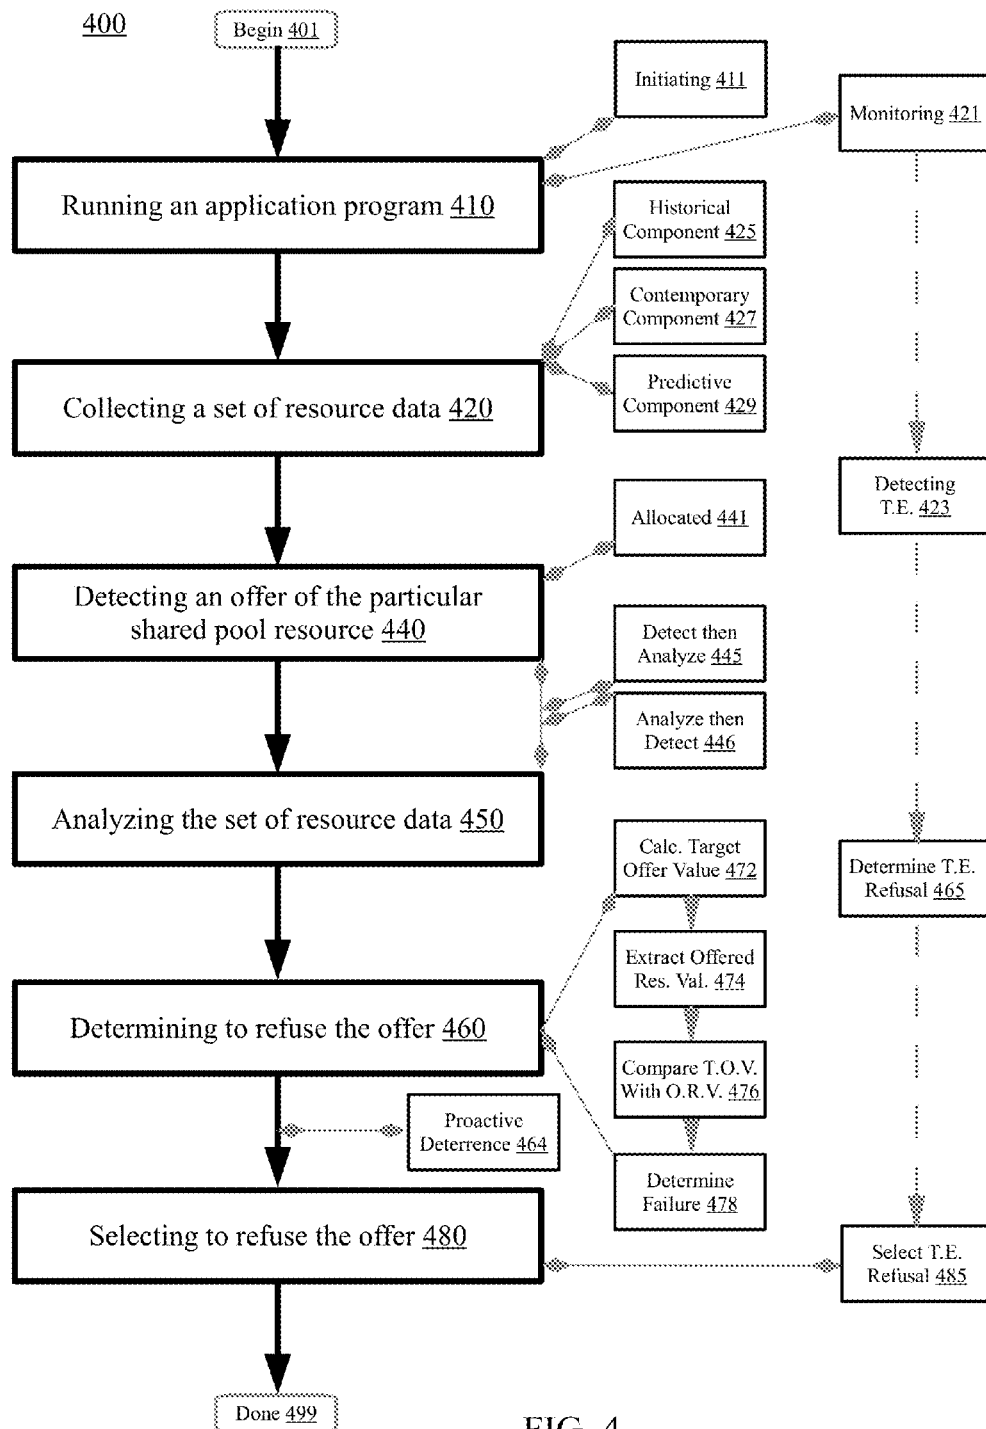 400
Begin 401
Initiating 411
Monitoring 421
Running an application program 410
Historical
Component 425
Contemporary
Component 427
Predictive
Component 429
Collecting a set of resource data 420
Detecting
T.E. 423
Allocated 441
Detecting an offer of the particular
shared pool resource 440
Detect then
Analyze 445
Analyze then
Detect 446
Analyzing the set of resource data 450
Calc. Target
Offer Value 472
Determine T.E.
Refusal 465
Extract Offered
Res. Val. 474
Determining to refuse the offer 460
Compare T.O.V.
With O.R.V. 476
Proactive
Deterrence 464
Determine
Failure 478
Selecting to refuse the offer 480
Select T.E.
Refusal 485
Done 499
FIG. 4